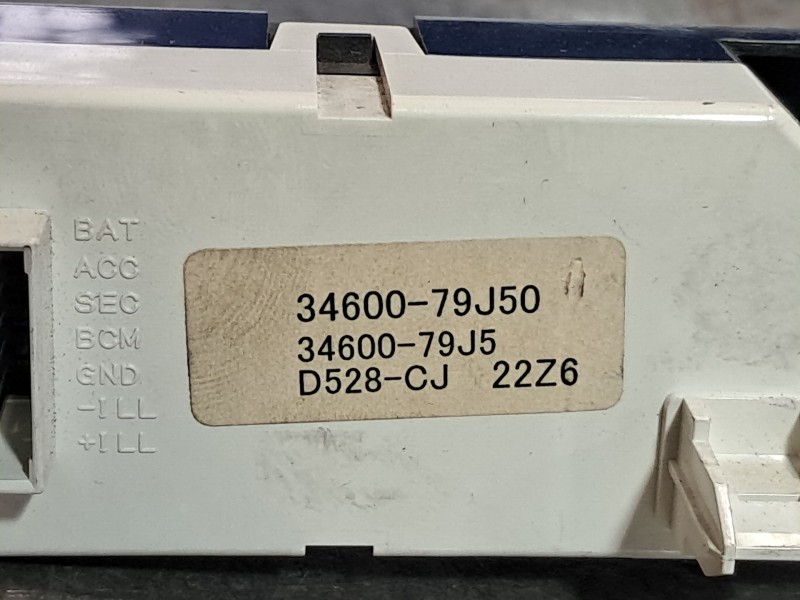 BAT
ACC
SEC
BCM
GND
-ILL
+ILL
34600-79J50
34600-79J5
D528-CJ 22Z6